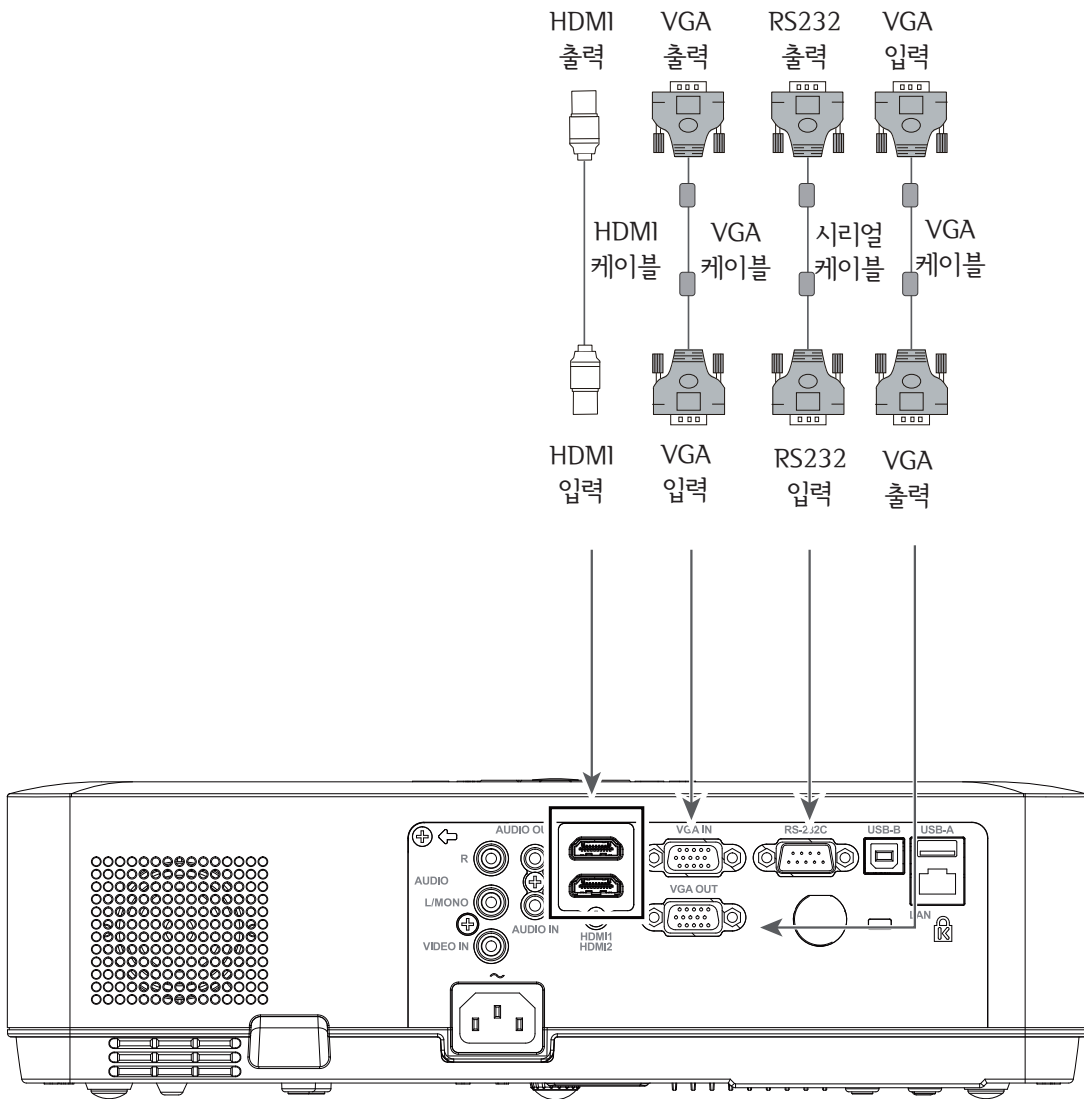 HDMI
출력
VGA
출력
RS232
출력
VGA
입력
HDMI
케이블
VGA
케이블
시리얼
케이블
VGA
케이블
HDMI
입력
VGA
입력
RS232
입력
VGA
출력
AUDIO OU
VGA IN
RS-232C
USB-B
USB-A
R
AUDIO
L/MONO
VGA OUT
LAN
AUDIO IN
HDMI1
HDMI2
VIDEO IN
K